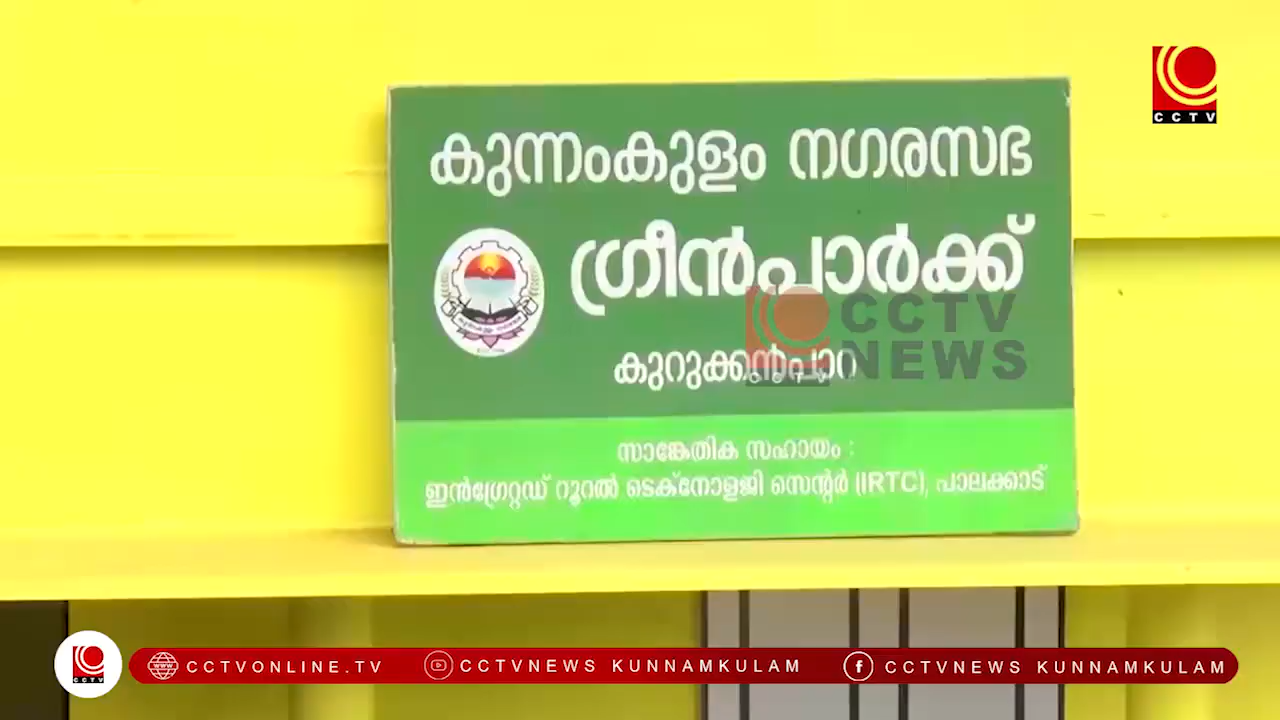 CCTV
കുന്നംകുളം നഗരസഭ
ഗ്രീൻപാർക്ക്
കുറുക്കൻപാറ
CCTV
NEWS
സാങ്കേതിക സഹായം :
ഇൻഗ്രേറ്റഡ് റൂറൽ ടെക്നോളജി സെന്റർ (IRTC), പാലക്കാട്
CCTV
CCTVONLINE.TV
CCTVNEWS KUNNAMKULAM
CCTVNEWS KUNNAMKULAM